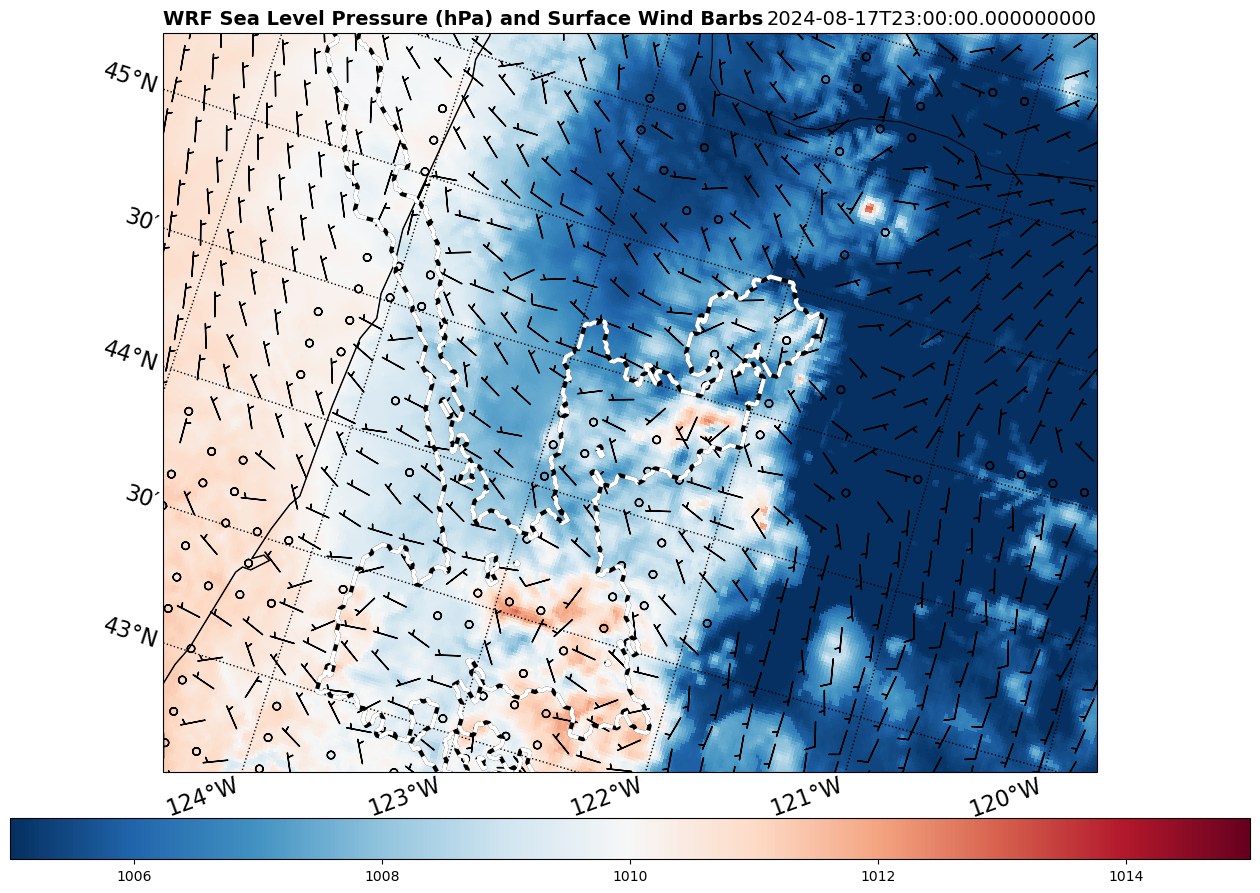 WRF Sea Level Pressure (hPa) and Surface Wind Barbs 2024-08-17T23:00:00.000000000
45°N
30′
44°N
30′
43°N
124°W 123°W 122°W 121°W 120°W
1006 1008 1010 1012 1014